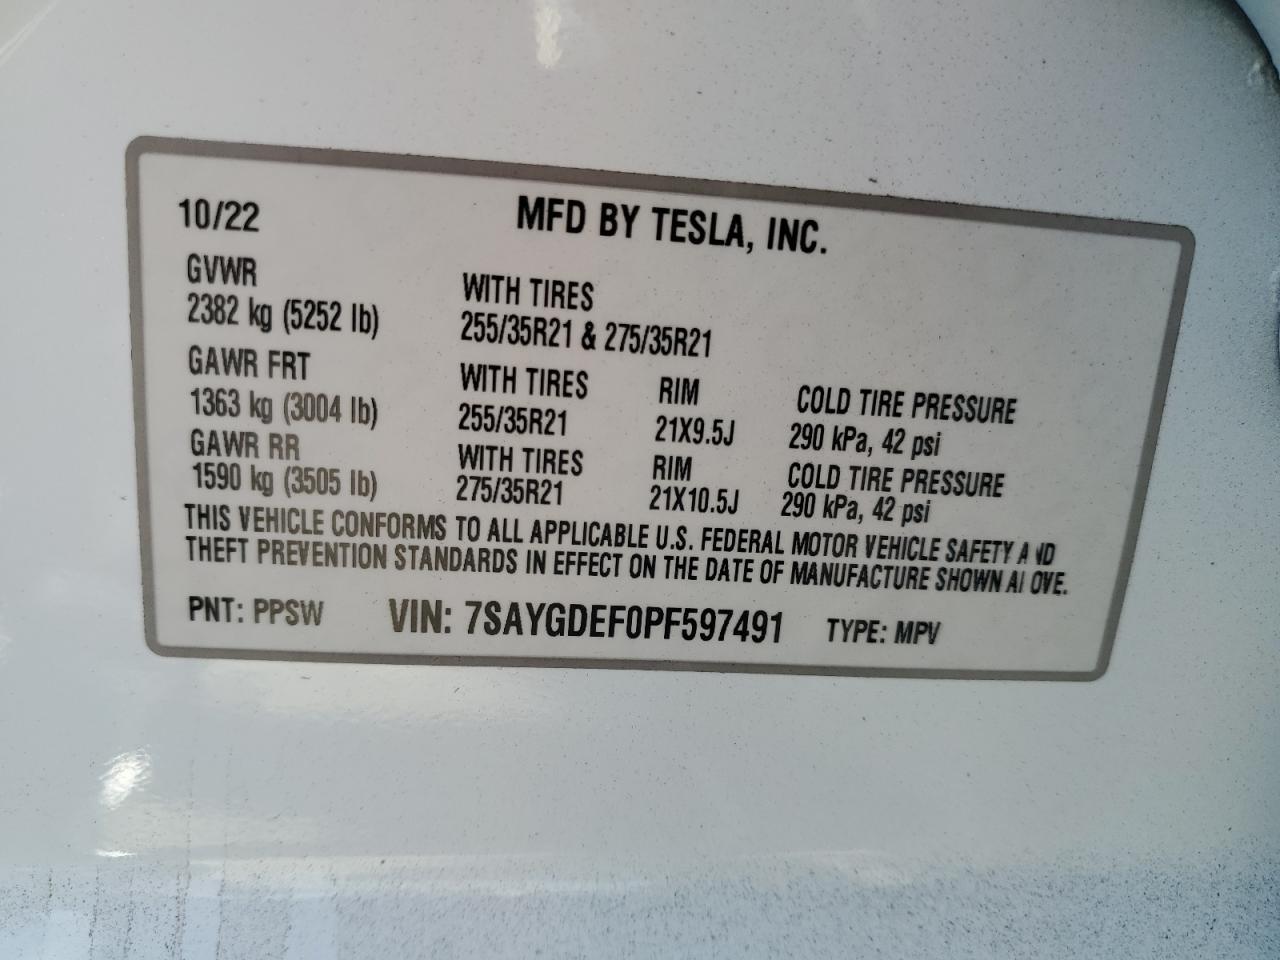 10/22 MFD BY TESLA, INC.
GVWR WITH TIRES
2382 kg (5252 lb) 255/35R21 & 275/35R21
GAWR FRT WITH TIRES RIM COLD TIRE PRESSURE
1363 kg (3004 lb) 255/35R21 21X9.5J 290 kPa, 42 psi
GAWR RR WITH TIRES RIM COLD TIRE PRESSURE
1590 kg (3505 lb) 275/35R21 21X10.5J 290 kPa, 42 psi
THIS VEHICLE CONFORMS TO ALL APPLICABLE U.S. FEDERAL MOTOR VEHICLE SAFETY AND
THEFT PREVENTION STANDARDS IN EFFECT ON THE DATE OF MANUFACTURE SHOWN ABOVE.
PNT: PPSW VIN: 7SAYGDEF0PF597491 TYPE: MPV